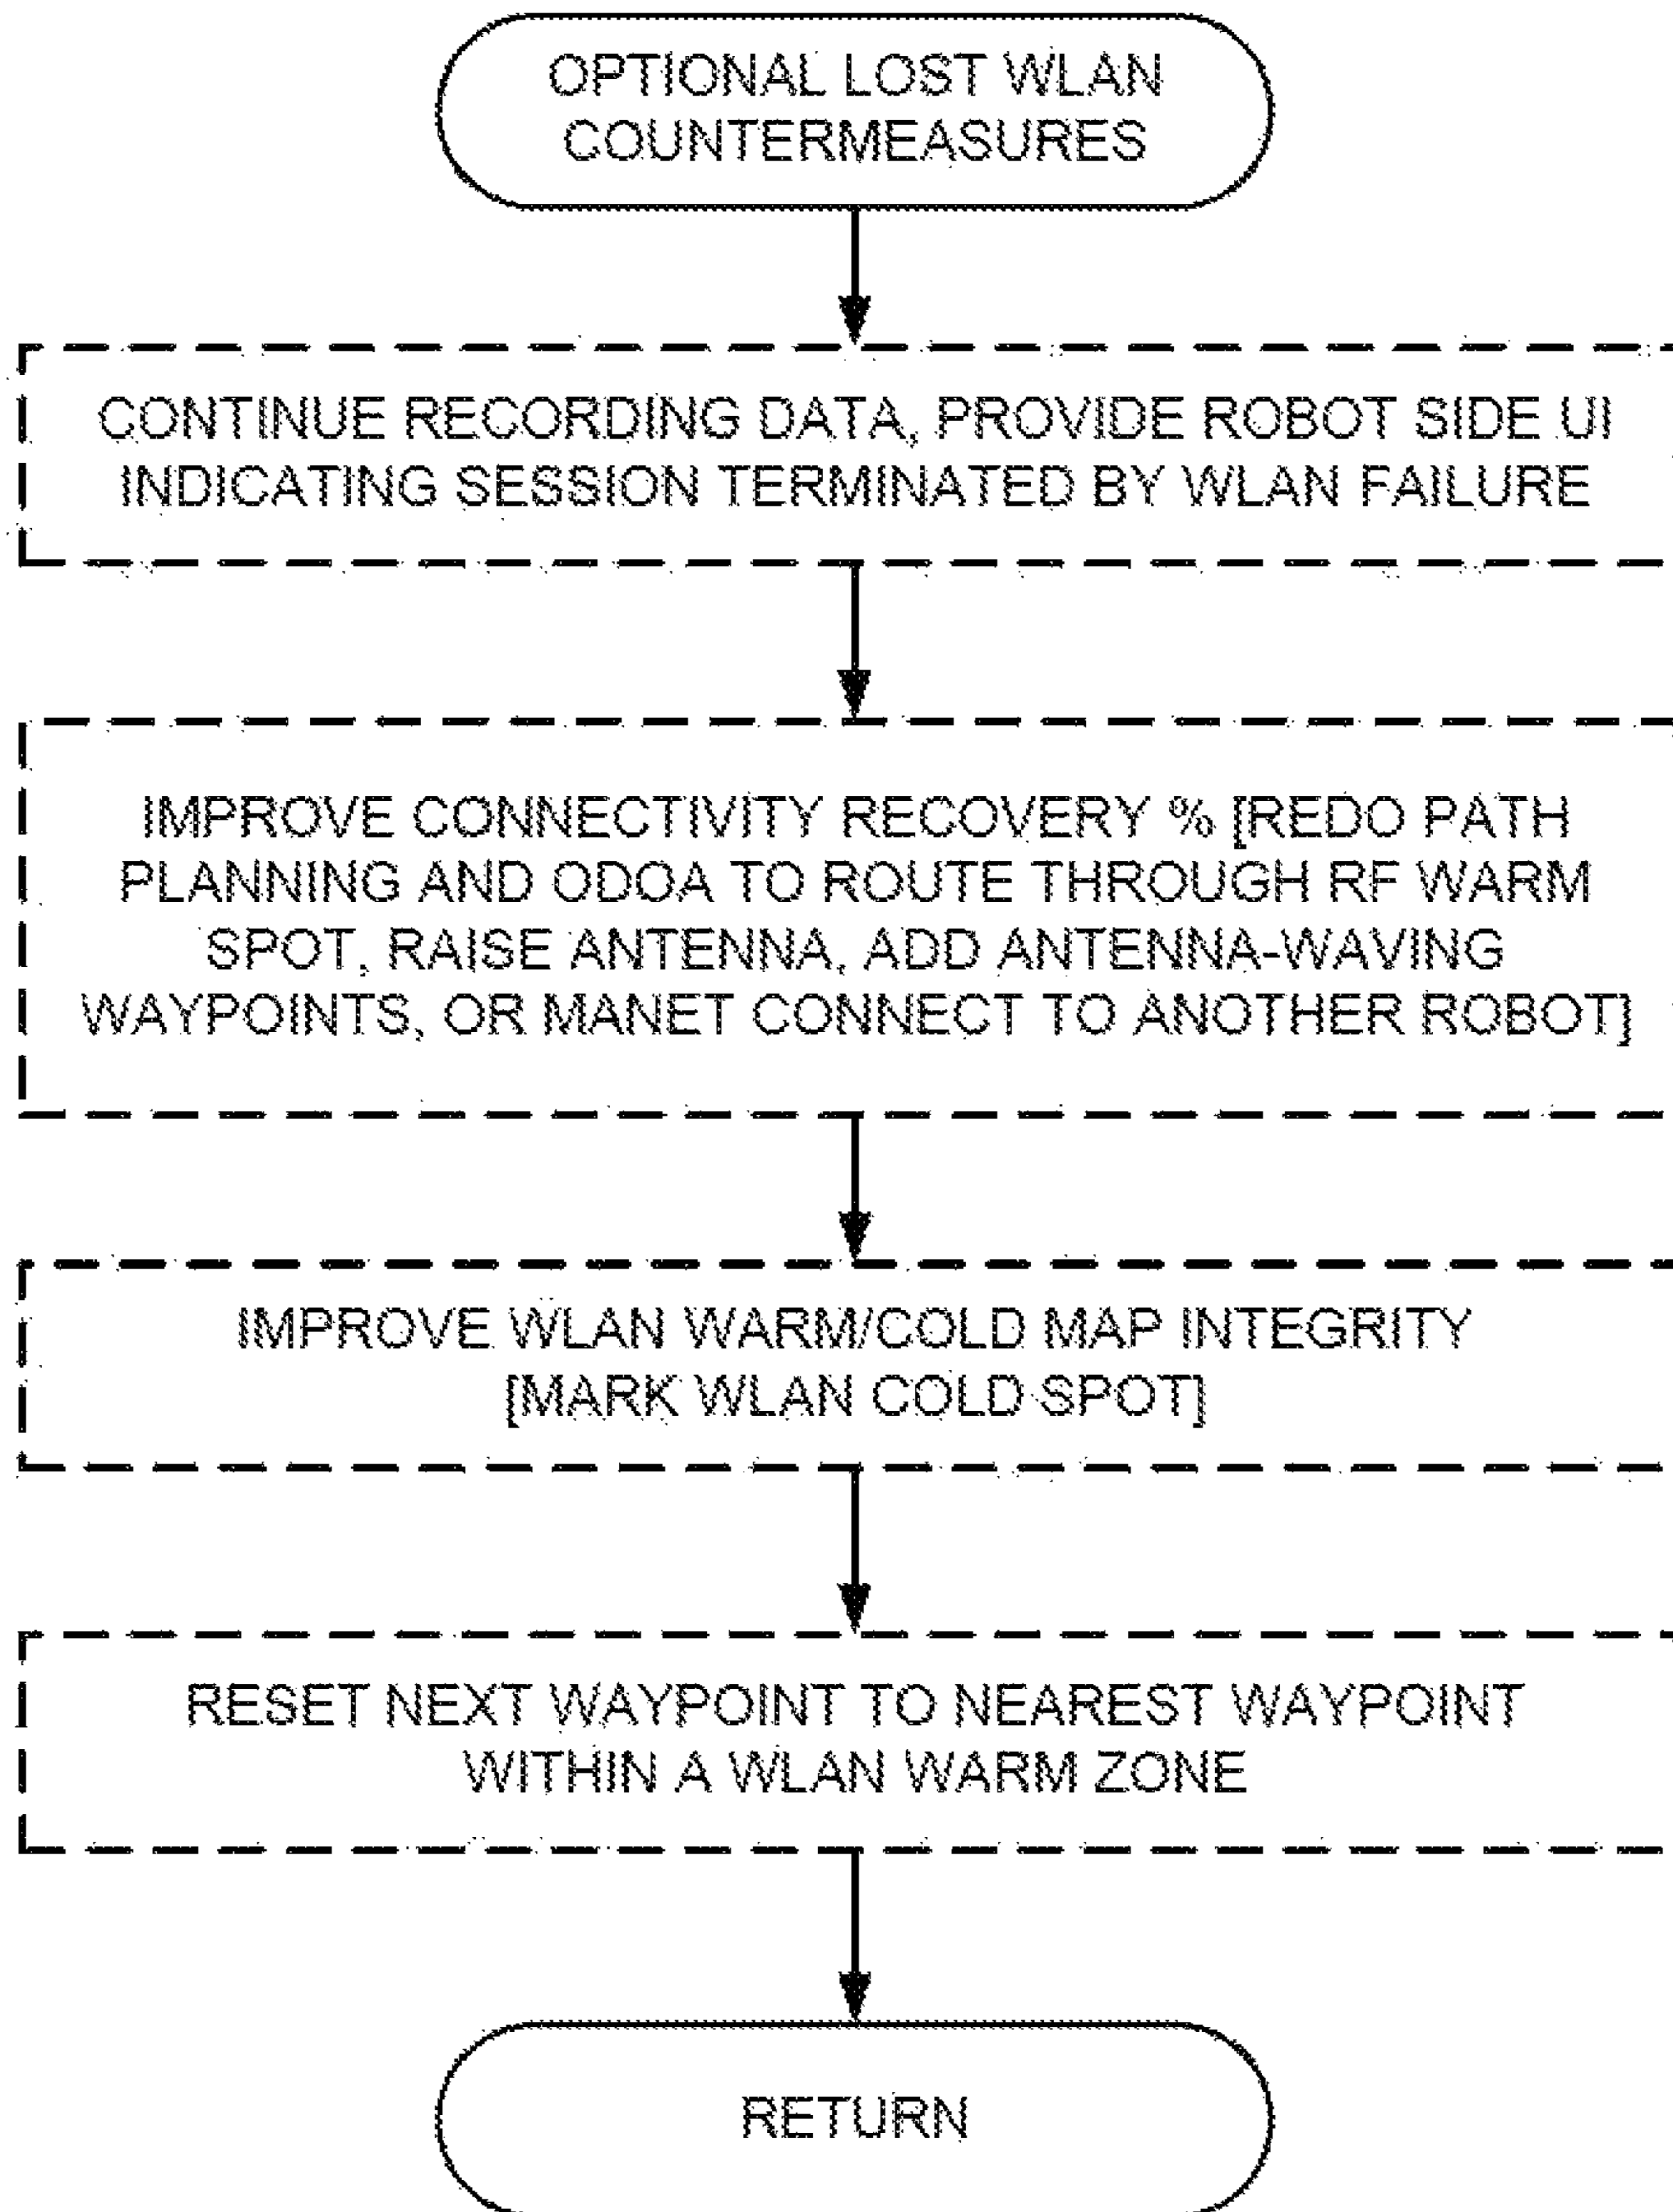 OPTIONAL LOST WLAN
COUNTERMEASURES
CONTINUE RECORDING DATA, PROVIDE ROBOT SIDE UI
INDICATING SESSION TERMINATED BY WLAN FAILURE
IMPROVE CONNECTIVITY RECOVERY % [REDO PATH
PLANNING AND ODOA TO ROUTE THROUGH RF WARM
SPOT, RAISE ANTENNA, ADD ANTENNA-WAVING
WAYPOINTS, OR MANET CONNECT TO ANOTHER ROBOT]
IMPROVE WLAN WARM/COLD MAP INTEGRITY
[MARK WLAN COLD SPOT]
RESET NEXT WAYPOINT TO NEAREST WAYPOINT
WITHIN A WLAN WARM ZONE
RETURN